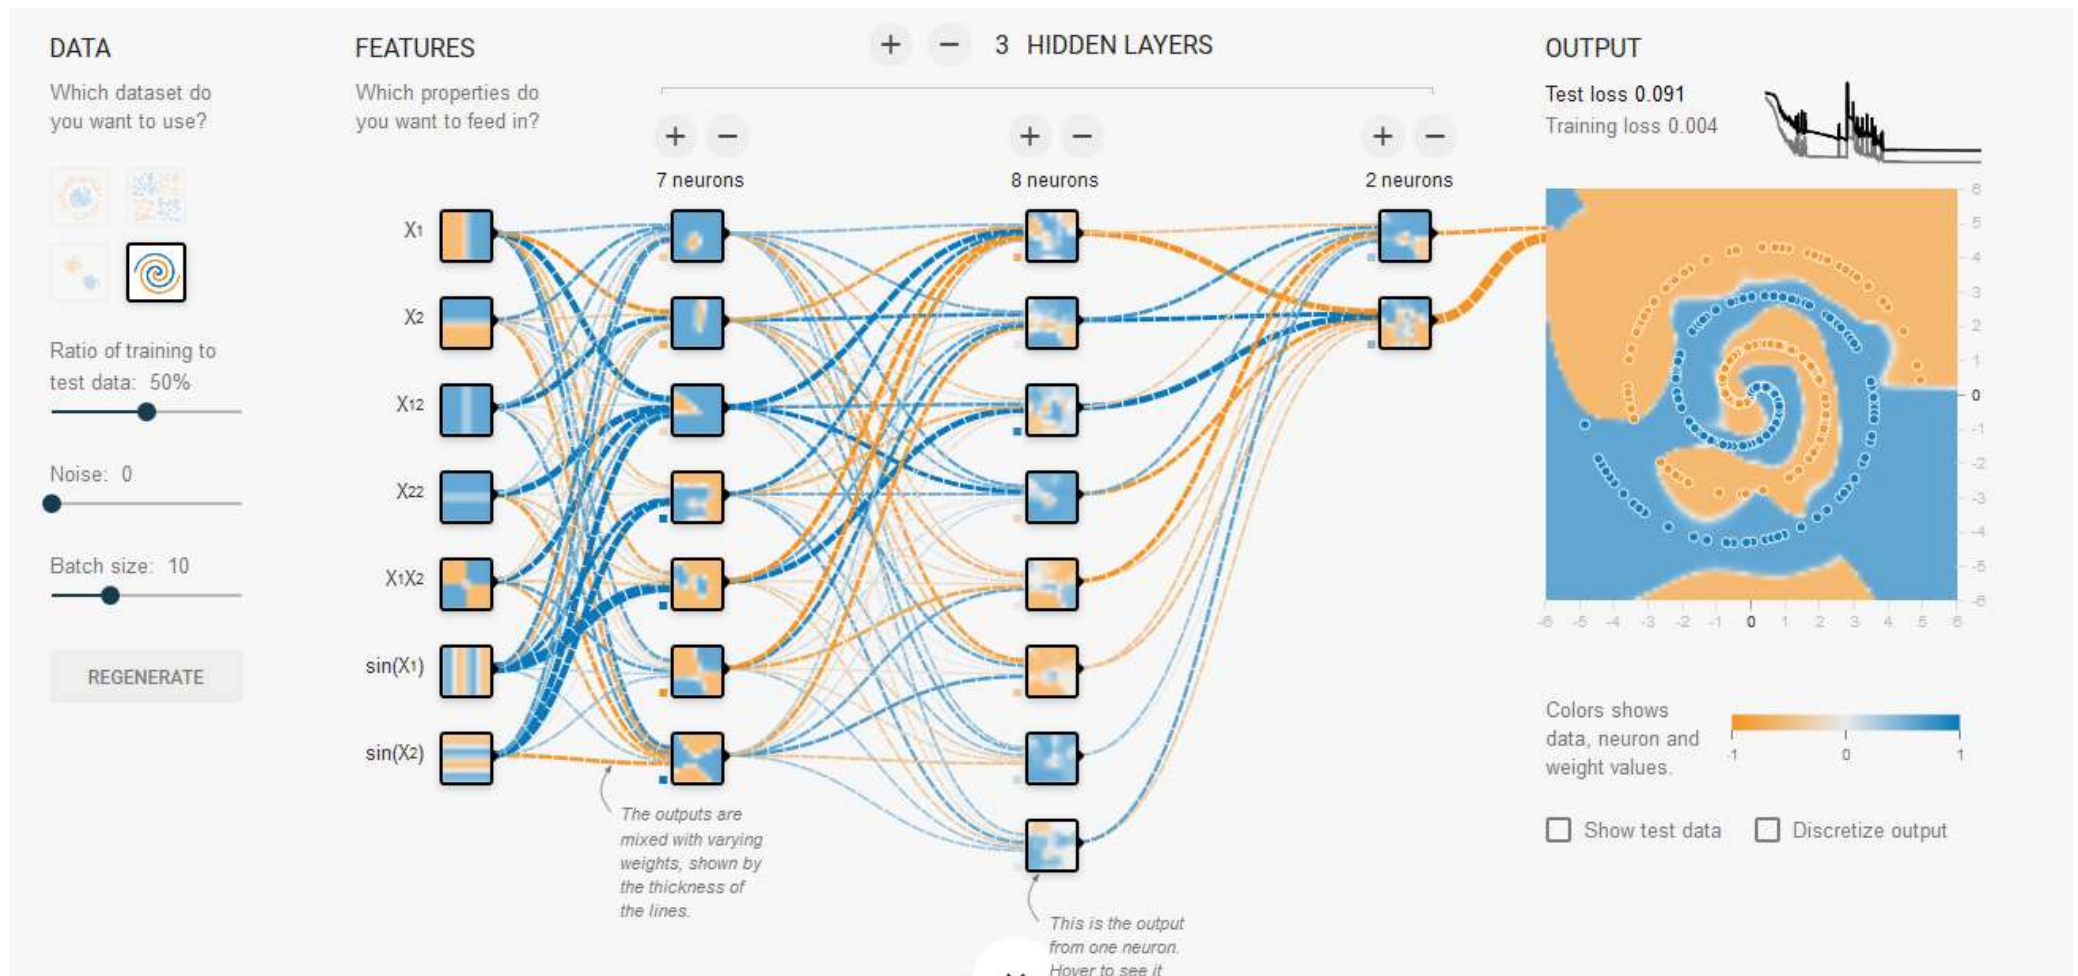 DATA
Which dataset do
you want to use?
Ratio of training to
test data: 50%
Noise: 0
Batch size: 10
REGENERATE
FEATURES
Which properties do
you want to feed in?
X1
X2
X12
X22
X1X2
sin(X1)
sin(X2)
+ − 3 HIDDEN LAYERS
+ −
7 neurons
+ −
8 neurons
+ −
2 neurons
The outputs are
mixed with varying
weights, shown by
the thickness of
the lines.
This is the output
from one neuron.
Hover to see it
OUTPUT
Test loss 0.091
Training loss 0.004
6
5
4
3
2
1
0
-1
-2
-3
-4
-5
-6
-6 -5 -4 -3 -2 -1 0 1 2 3 4 5 6
Colors shows
data, neuron and
weight values.
-1 0 1
Show test data
Discretize output